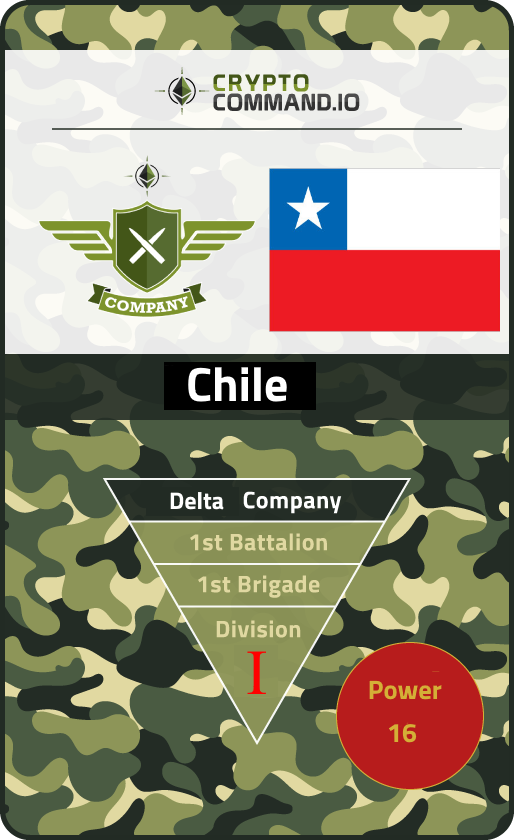 CRYPTO
COMMAND.IO
COMPANY
Chile
Delta Company
1st Battalion
1st Brigade
Division
I
Power
16